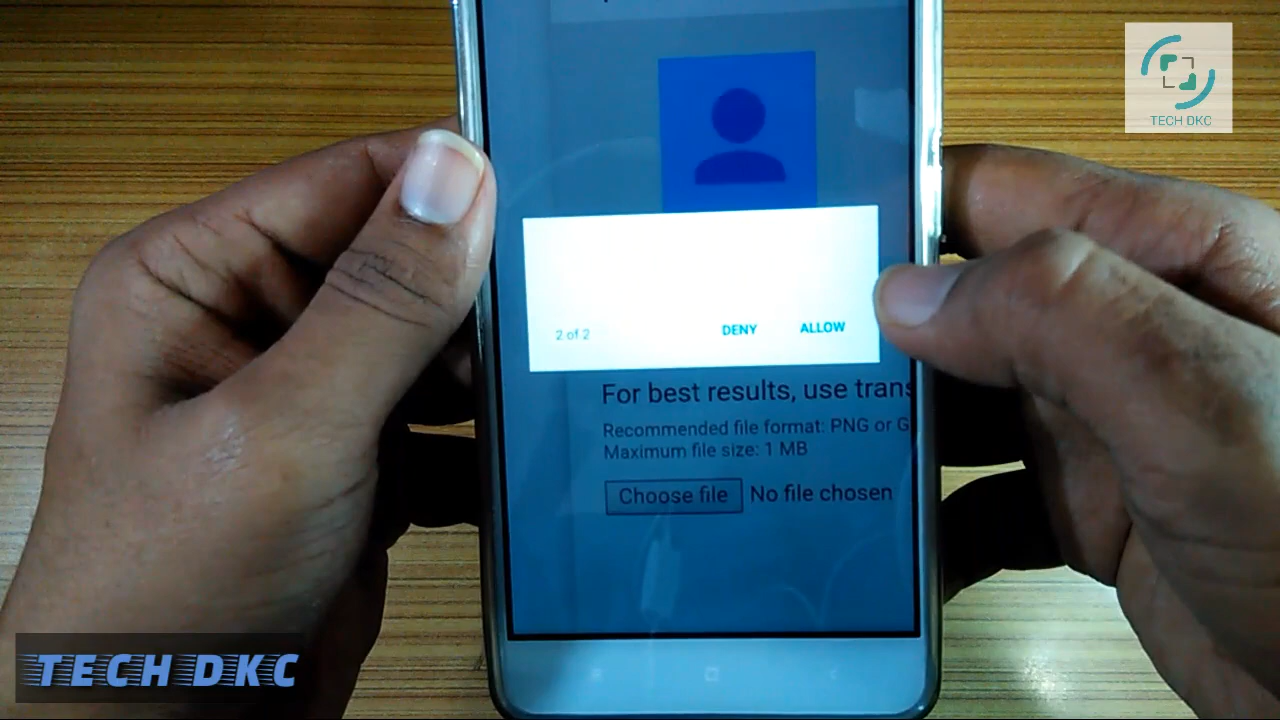 TECH DKC
2 of 2
DENY
ALLOW
For best results, use trans
Recommended file format: PNG or G
Maximum file size: 1 MB
Choose file
No file chosen
TECH DKC